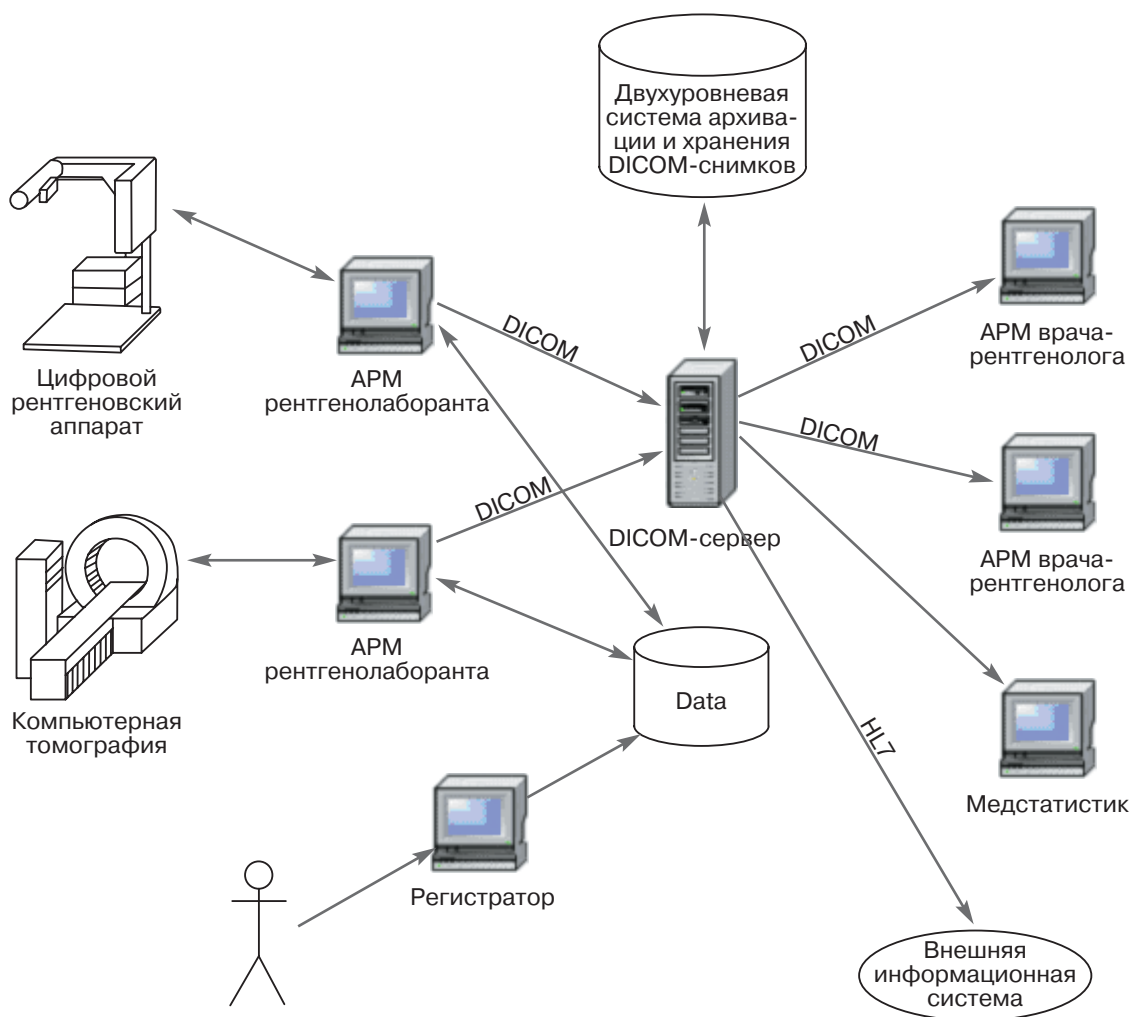 Двухуровневая
система архива-
ции и хранения
DICOM-снимков
Цифровой
рентгеновский
аппарат
АРМ
рентгенолаборанта
DICOM
DICOM
АРМ врача-
рентгенолога
DICOM
DICOM
DICOM-сервер
АРМ врача-
рентгенолога
Компьютерная
томография
АРМ
рентгенолаборанта
Data
HL7
Медстатистик
Регистратор
Внешняя
информационная
система